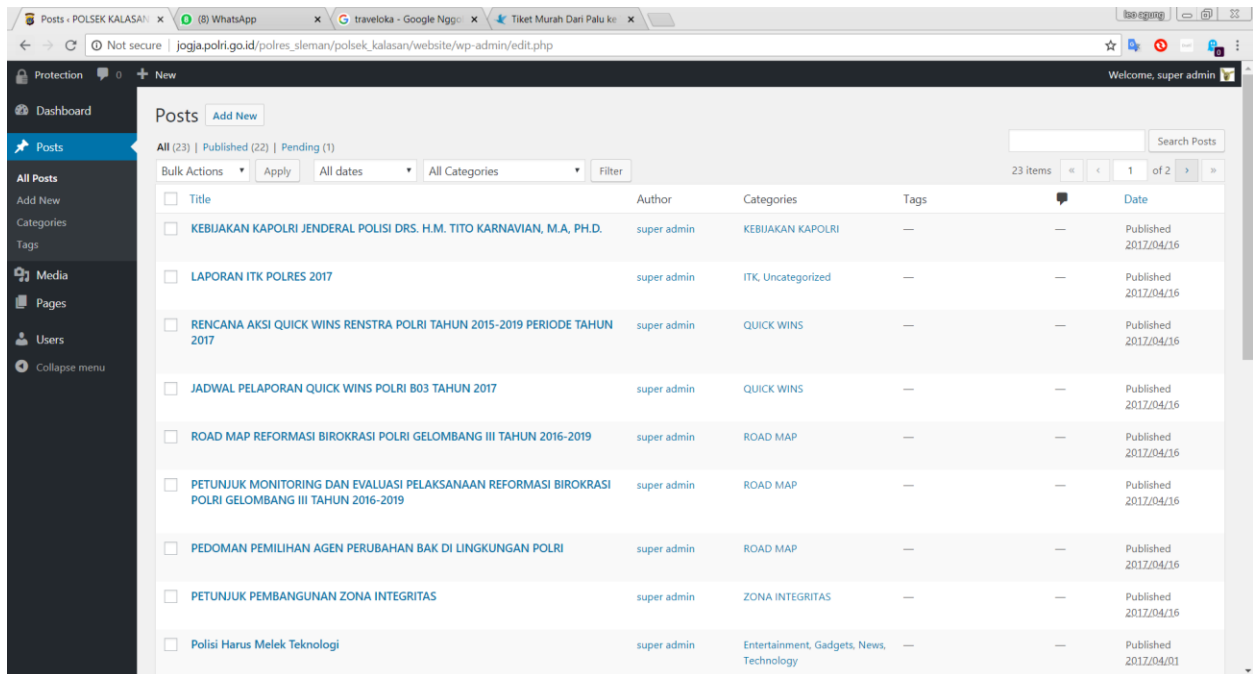 Posts ‹ POLSEK KALASAN
(8) WhatsApp
traveloka - Google Nggo
Tiket Murah Dari Palu ke
Not secure | jogja.polri.go.id/polres_sleman/polsek_kalasan/website/wp-admin/edit.php
Protection 0 + New Welcome, super admin
Dashboard
Posts
All Posts
Add New
Categories
Tags
Media
Pages
Users
Collapse menu
Posts Add New
All (23) | Published (22) | Pending (1) Search Posts
Bulk Actions Apply All dates All Categories Filter 23 items « ‹ 1 of 2 › »
Title Author Categories Tags Date
KEBIJAKAN KAPOLRI JENDERAL POLISI DRS. H.M. TITO KARNAVIAN, M.A, PH.D. super admin KEBIJAKAN KAPOLRI — — Published
2017/04/16
LAPORAN ITK POLRES 2017 super admin ITK, Uncategorized — — Published
2017/04/16
RENCANA AKSI QUICK WINS RENSTRA POLRI TAHUN 2015-2019 PERIODE TAHUN super admin QUICK WINS — — Published
2017 2017/04/16
JADWAL PELAPORAN QUICK WINS POLRI B03 TAHUN 2017 super admin QUICK WINS — — Published
2017/04/16
ROAD MAP REFORMASI BIROKRASI POLRI GELOMBANG III TAHUN 2016-2019 super admin ROAD MAP — — Published
2017/04/16
PETUNJUK MONITORING DAN EVALUASI PELAKSANAAN REFORMASI BIROKRASI super admin ROAD MAP — — Published
POLRI GELOMBANG III TAHUN 2016-2019 2017/04/16
PEDOMAN PEMILIHAN AGEN PERUBAHAN BAK DI LINGKUNGAN POLRI super admin ROAD MAP — — Published
2017/04/16
PETUNJUK PEMBANGUNAN ZONA INTEGRITAS super admin ZONA INTEGRITAS — — Published
2017/04/16
Polisi Harus Melek Teknologi super admin Entertainment, Gadgets, News, — — Published
Technology 2017/04/01